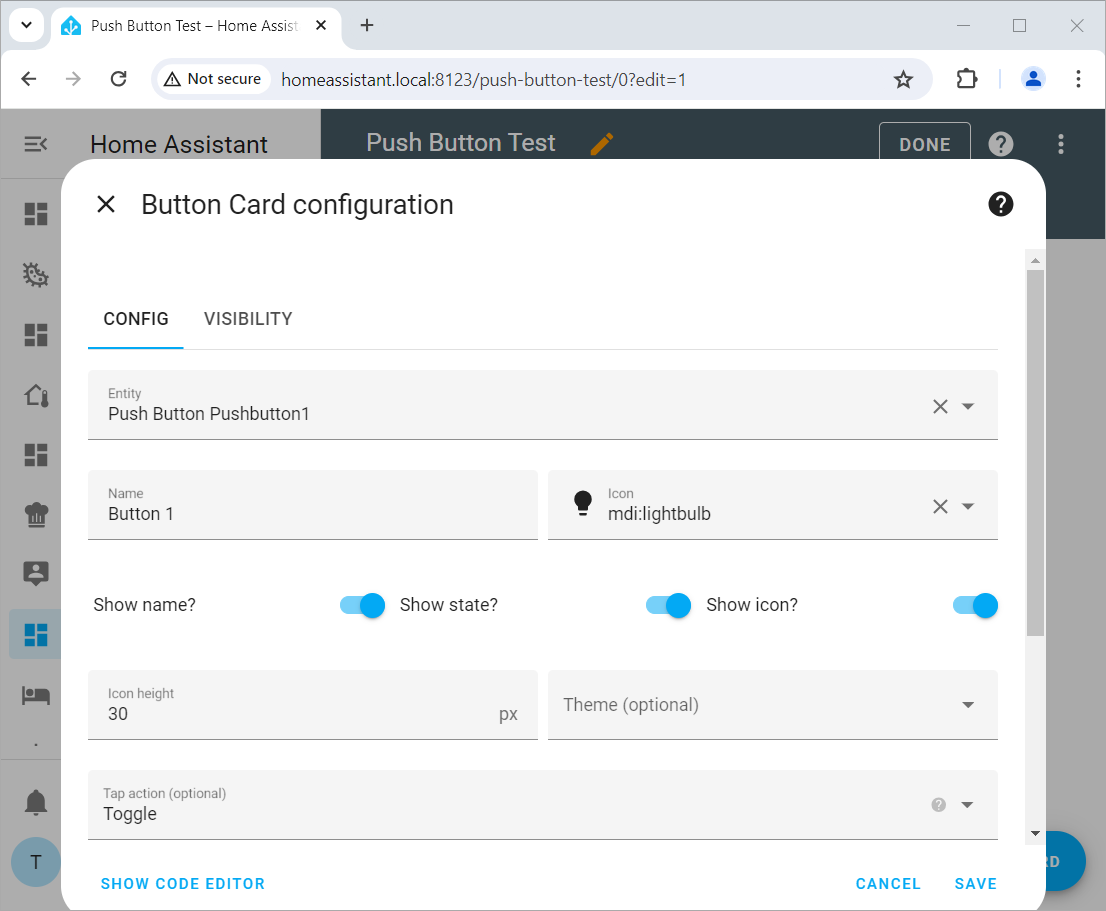 Push Button Test – Home Assist
Not secure
homeassistant.local:8123/push-button-test/0?edit=1
Home Assistant
Push Button Test
DONE
Button Card configuration
CONFIG
VISIBILITY
Entity
Push Button Pushbutton1
Name
Button 1
Icon
mdi:lightbulb
Show name?
Show state?
Show icon?
Icon height
30
px
Theme (optional)
Tap action (optional)
Toggle
T
RD
SHOW CODE EDITOR
CANCEL
SAVE